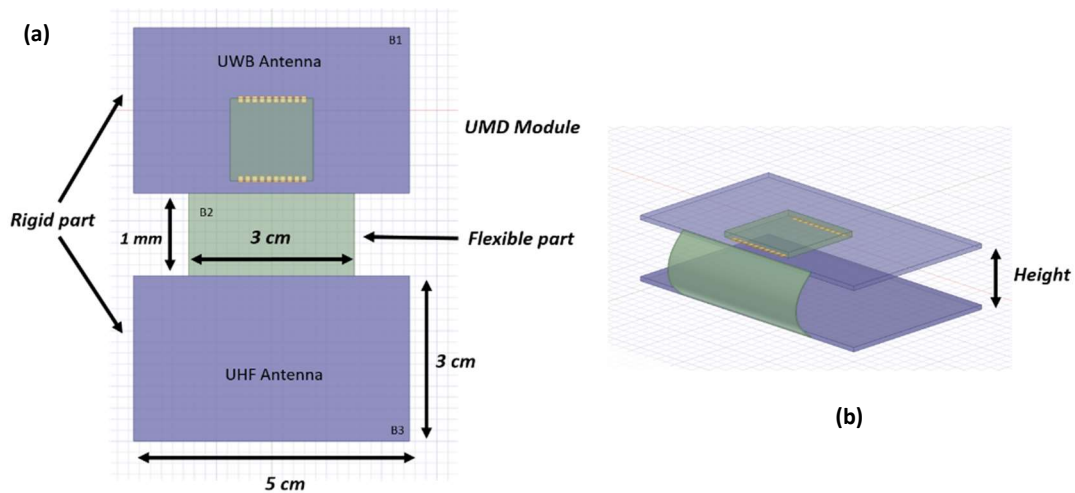 (a)
B1
UWB Antenna
UMD Module
Rigid part
B2
1 mm
3 cm
Flexible part
Height
3 cm
UHF Antenna
B3
(b)
5 cm